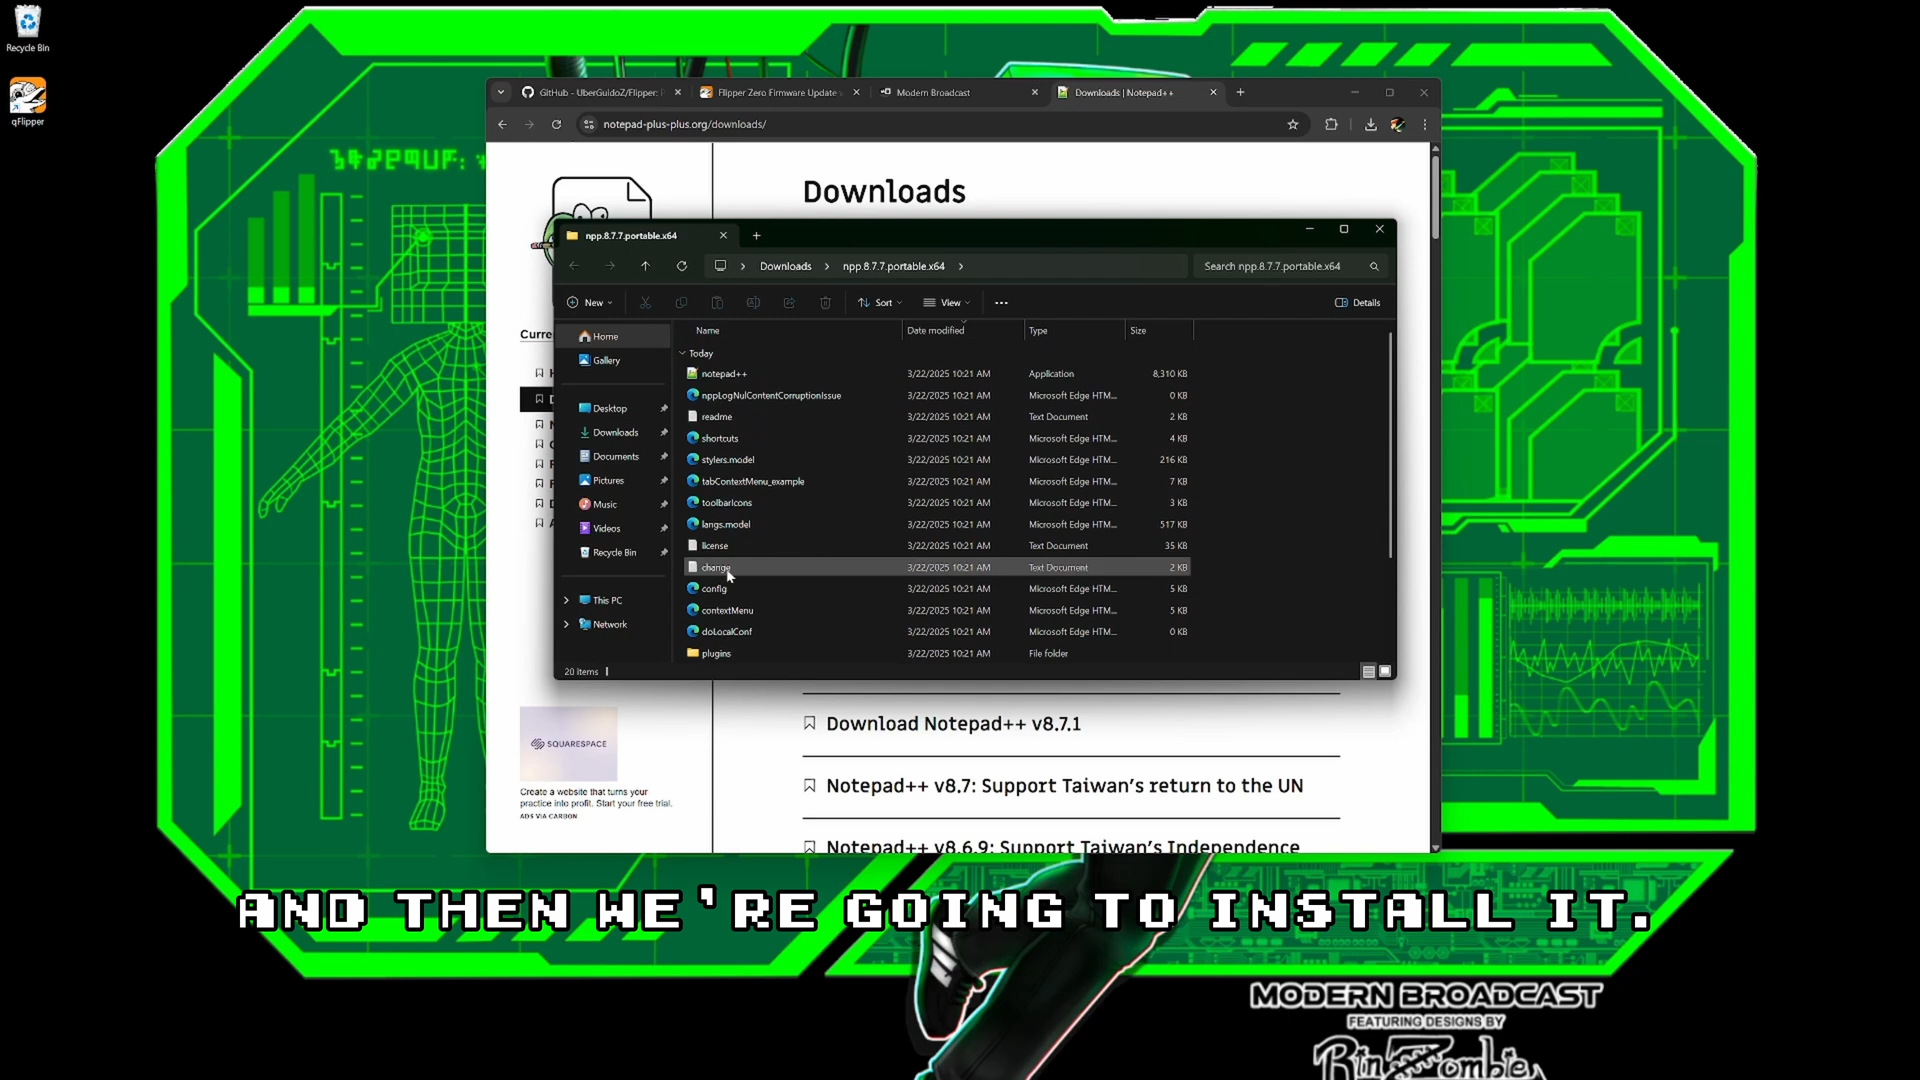 Recycle Bin
qFlipper
GitHub - UberGuidoZ/Flipper:
Flipper Zero Firmware Update
Modern Broadcast
Downloads | Notepad++
notepad-plus-plus.org/downloads/
Downloads
Curre
npp.8.7.7.portable.x64
Downloads
npp.8.7.7.portable.x64
Search npp.8.7.7.portable.x64
New
Sort
View
Details
Home
Gallery
Desktop
Downloads
Documents
Pictures
Music
Videos
Recycle Bin
This PC
Network
Name Date modified Type Size
Today
notepad++ 3/22/2025 10:21 AM Application 8,310 KB
nppLogNulContentCorruptionIssue 3/22/2025 10:21 AM Microsoft Edge HTM... 0 KB
readme 3/22/2025 10:21 AM Text Document 2 KB
shortcuts 3/22/2025 10:21 AM Microsoft Edge HTM... 4 KB
stylers.model 3/22/2025 10:21 AM Microsoft Edge HTM... 216 KB
tabContextMenu_example 3/22/2025 10:21 AM Microsoft Edge HTM... 7 KB
toolbarIcons 3/22/2025 10:21 AM Microsoft Edge HTM... 3 KB
langs.model 3/22/2025 10:21 AM Microsoft Edge HTM... 517 KB
license 3/22/2025 10:21 AM Text Document 35 KB
change 3/22/2025 10:21 AM Text Document 2 KB
config 3/22/2025 10:21 AM Microsoft Edge HTM... 5 KB
contextMenu 3/22/2025 10:21 AM Microsoft Edge HTM... 5 KB
doLocalConf 3/22/2025 10:21 AM Microsoft Edge HTM... 0 KB
plugins 3/22/2025 10:21 AM File folder
20 items
SQUARESPACE
Create a website that turns your
practice into profit. Start your free trial.
ADS VIA CARBON
Download Notepad++ v8.7.1
Notepad++ v8.7: Support Taiwan's return to the UN
Notepad++ v8.6.9: Support Taiwan's Independence
AND THEN WE'RE GOING TO INSTALL IT.
MODERN BROADCAST
FEATURING DESIGNS BY
RinZombie